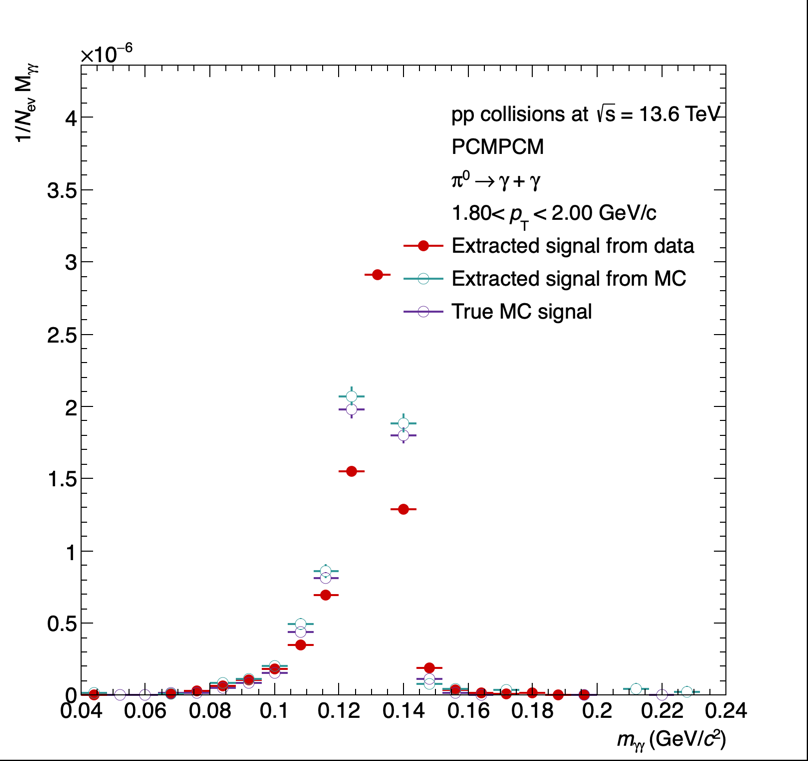 ×10⁻⁶
1/N_ev M_γγ
pp collisions at √s = 13.6 TeV
PCMPCM
π⁰ → γ + γ
1.80< p_T < 2.00 GeV/c
Extracted signal from data
Extracted signal from MC
True MC signal
4
3.5
3
2.5
2
1.5
1
0.5
0
0.04 0.06 0.08 0.1 0.12 0.14 0.16 0.18 0.2 0.22 0.24
m_γγ (GeV/c²)